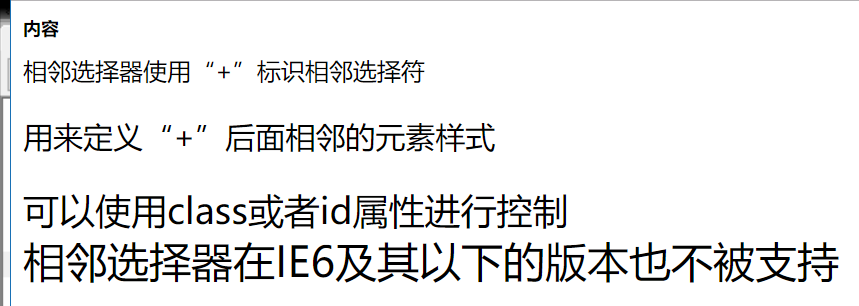 内容
相邻选择器使用“+”标识相邻选择符
用来定义“+”后面相邻的元素样式
可以使用class或者id属性进行控制
相邻选择器在IE6及其以下的版本也不被支持